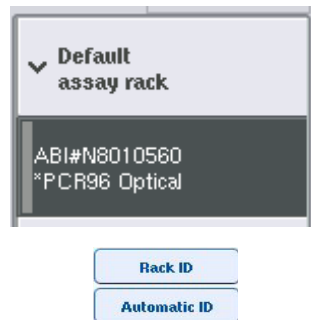 Default
assay rack
ABI#N8010560
*PCR96 Optical
Rack ID
Automatic ID